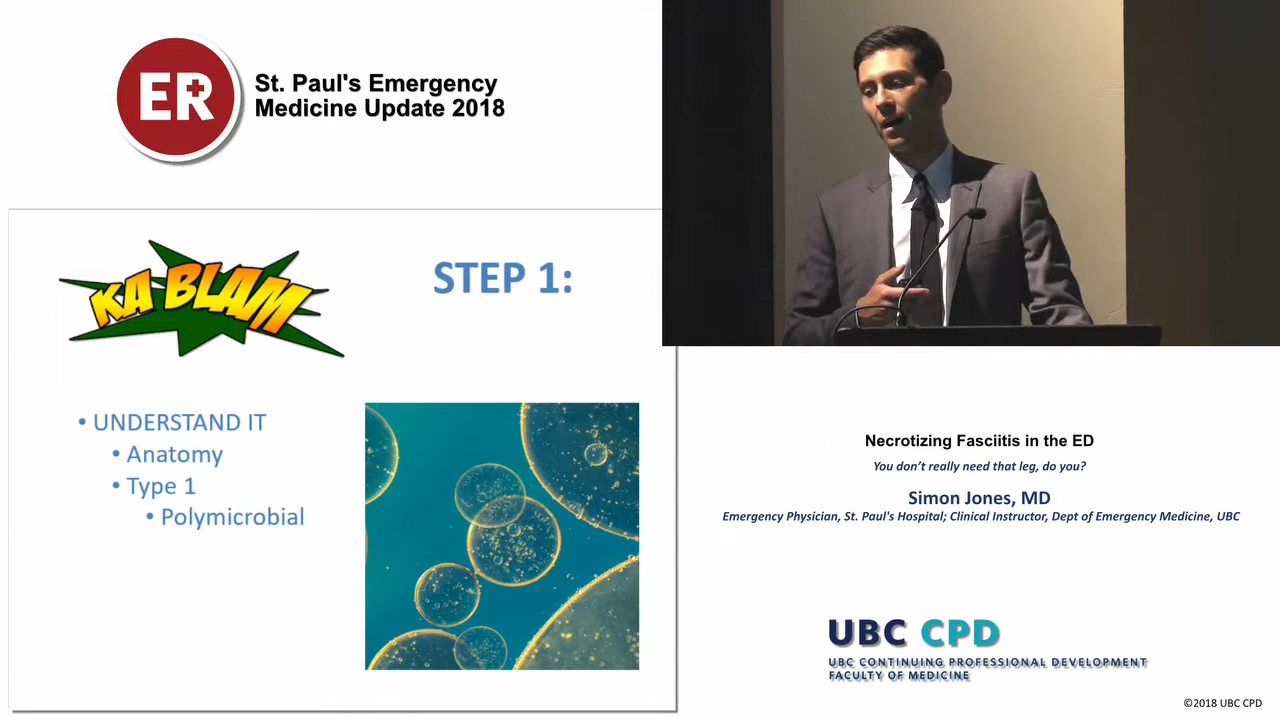 ER
St. Paul's Emergency
Medicine Update 2018
KA BLAM
STEP 1:
• UNDERSTAND IT
• Anatomy
• Type 1
• Polymicrobial
Necrotizing Fasciitis in the ED
You don't really need that leg, do you?
Simon Jones, MD
Emergency Physician, St. Paul's Hospital; Clinical Instructor, Dept of Emergency Medicine, UBC
UBC CPD
UBC CONTINUING PROFESSIONAL DEVELOPMENT
FACULTY OF MEDICINE
©2018 UBC CPD